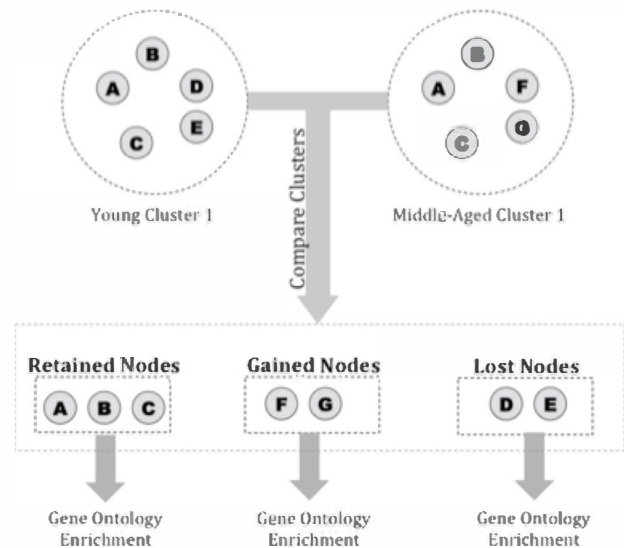 B
A
D
E
C
Young Cluster 1
B
A
F
G
C
Middle-Aged Cluster 1
Compare Clusters
Retained Nodes
A B C
Gained Nodes
F G
Lost Nodes
D E
Gene Ontology
Enrichment
Gene Ontology
Enrichment
Gene Ontology
Enrichment